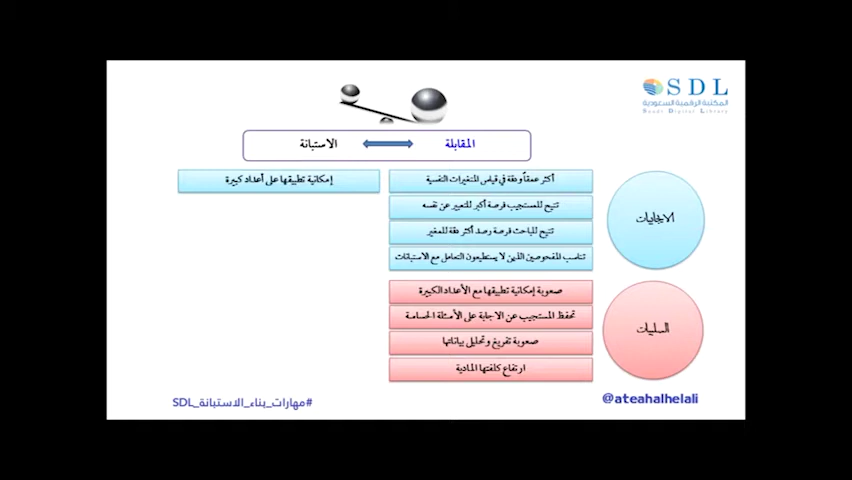 SDL
المكتبة الرقمية السعودية
Saudi Digital Library
المقابلة الاستبانة
الايجابيات
أكثر عمقاً ودقة في قياس المتغيرات النفسية
إمكانية تطبيقها على أعداد كبيرة
تتيح للمستجيب فرصة أكبر للتعبير عن نفسه
تتيح للباحث فرصة رصد أكثر دقة للمتغير
تناسب المفحوصين اللذين لا يستطيعون التعامل مع الاستبانات
السلبيات
صعوبة إمكانية تطبيقها مع الأعداد الكبيرة
تحفظ المستجيب عن الاجابة على الأسئلة الحساسة
صعوبة تفريغ وتحليل بياناتها
ارتفاع كلفتها المادية
@ateahalhelali
#مهارات_بناء_الاستبانة_SDL